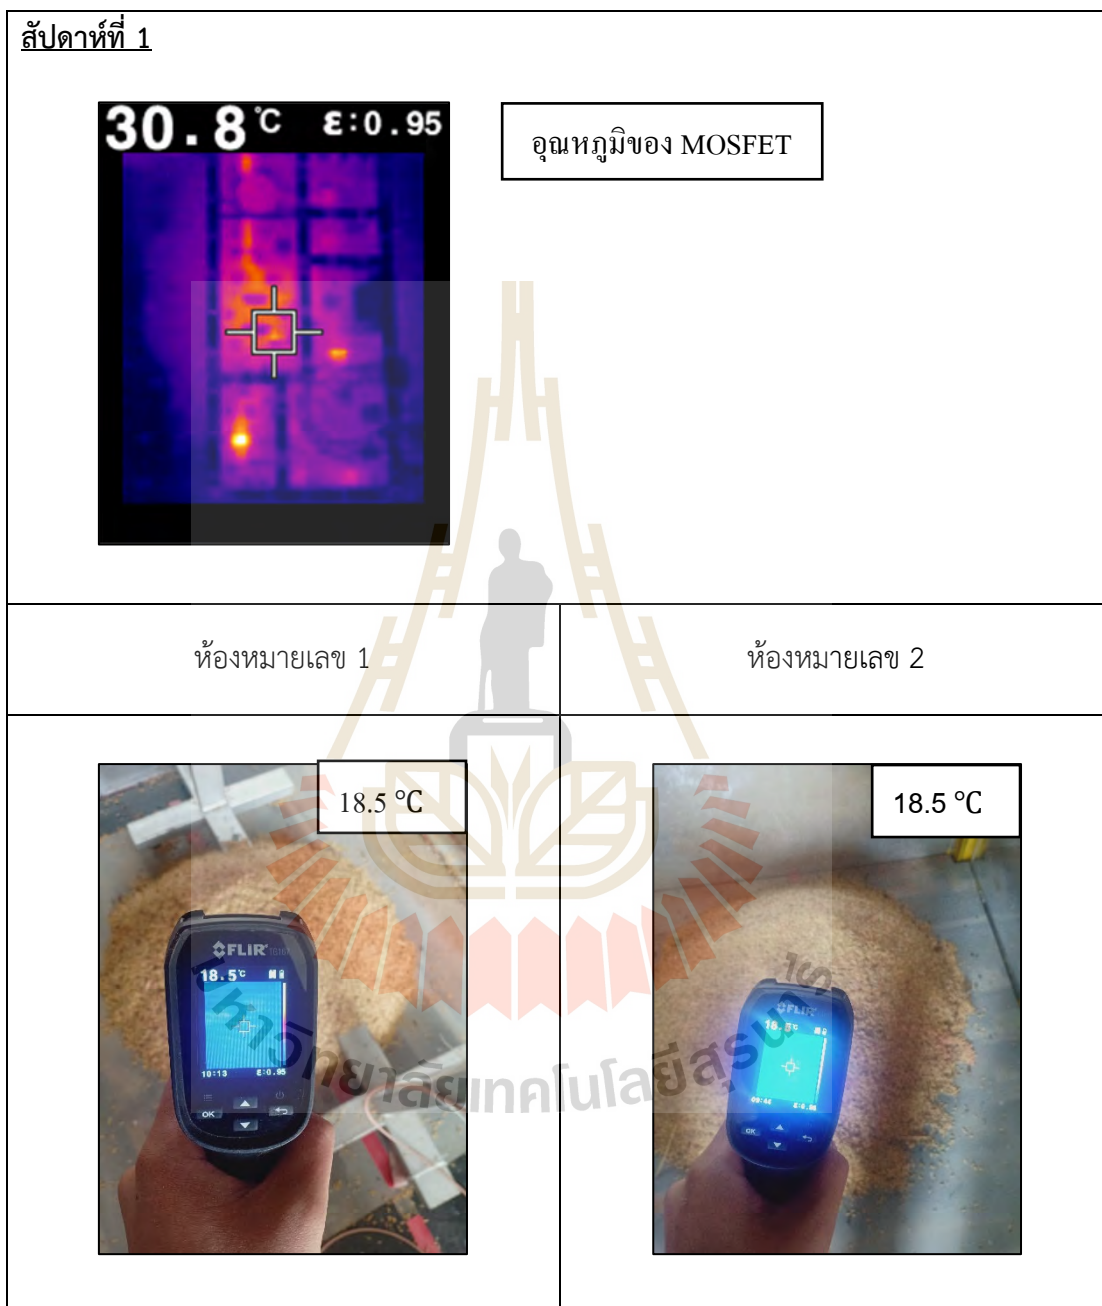 สัปดาห์ที่ 1
30.8℃ ε:0.95
อุณหภูมิของ MOSFET
ห้องหมายเลข 1
ห้องหมายเลข 2
18.5 ℃
FLIR
18.5℃
10:13 ε:0.95
OK
18.5 ℃
FLIR
18.5℃
OK
มหาวิทยาลัยเทคโนโลยีสุรนารี